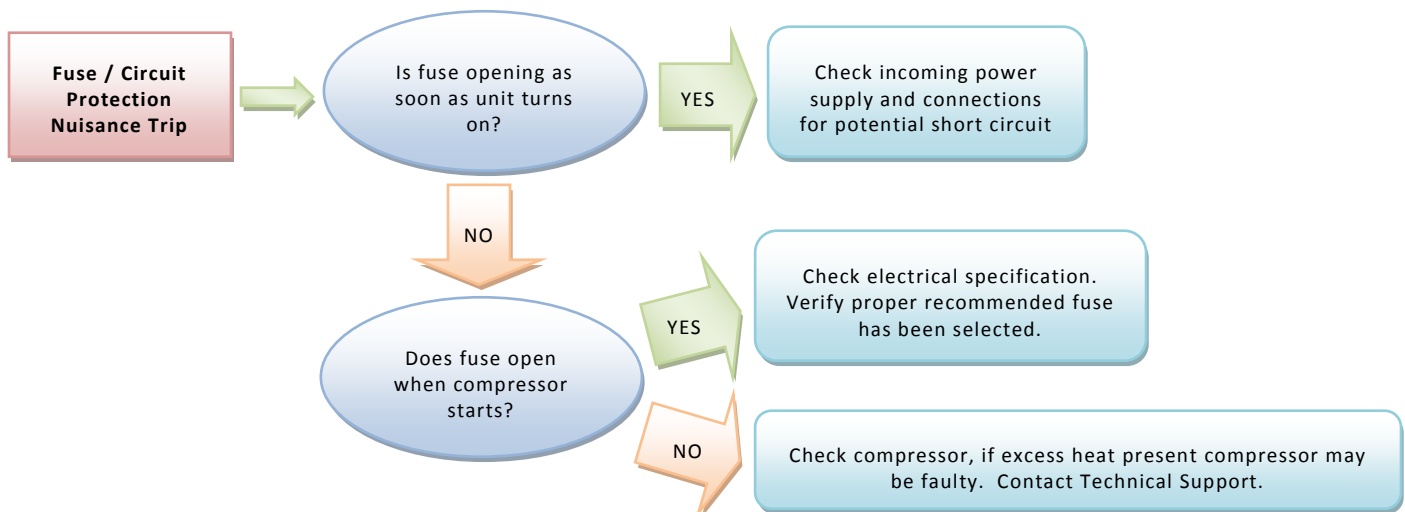 Fuse / Circuit
Protection
Nuisance Trip
Is fuse opening as
soon as unit turns
on?
YES
Check incoming power
supply and connections
for potential short circuit
NO
Does fuse open
when compressor
starts?
YES
Check electrical specification.
Verify proper recommended fuse
has been selected.
NO
Check compressor, if excess heat present compressor may
be faulty.  Contact Technical Support.